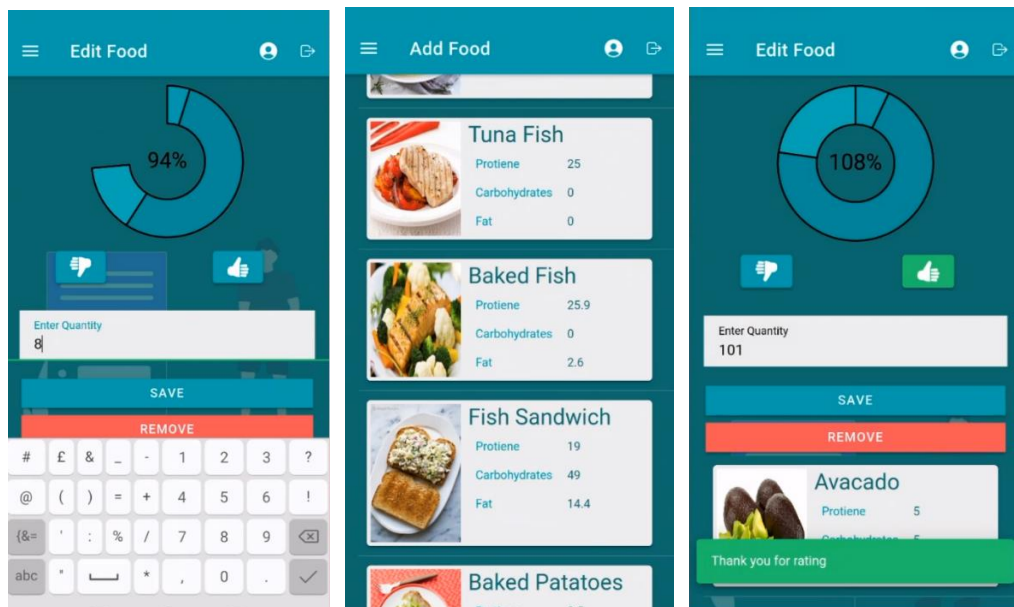 Edit Food
94%
Enter Quantity
8
SAVE
REMOVE
# £ & _ - 1 2 3 ?
@ ( ) = + 4 5 6 !
{&= ' : % / 7 8 9
abc " * , 0 .
Add Food
Tuna Fish
Protiene 25
Carbohydrates 0
Fat 0
Baked Fish
Protiene 25.9
Carbohydrates 0
Fat 2.6
Fish Sandwich
Protiene 19
Carbohydrates 49
Fat 14.4
Baked Patatoes
Edit Food
108%
Enter Quantity
101
SAVE
REMOVE
Avacado
Protiene 5
Thank you for rating